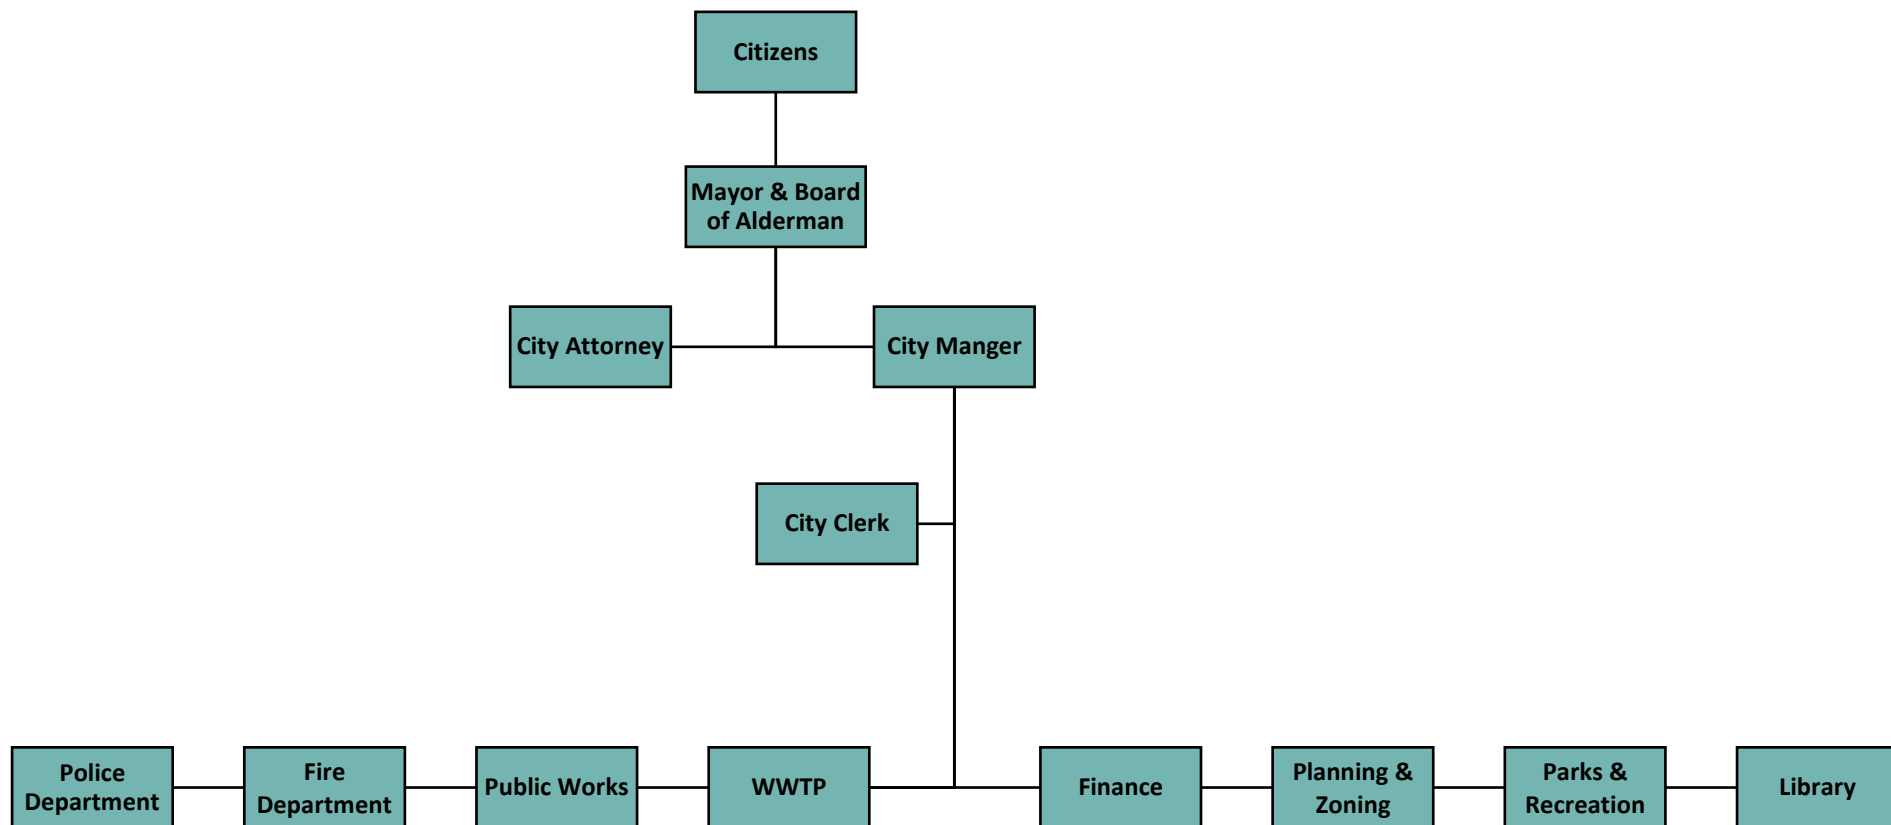 Citizens
Mayor & Board
of Alderman
City Attorney
City Manger
City Clerk
Police
Department
Fire
Department
Public Works
WWTP
Finance
Planning &
Zoning
Parks &
Recreation
Library